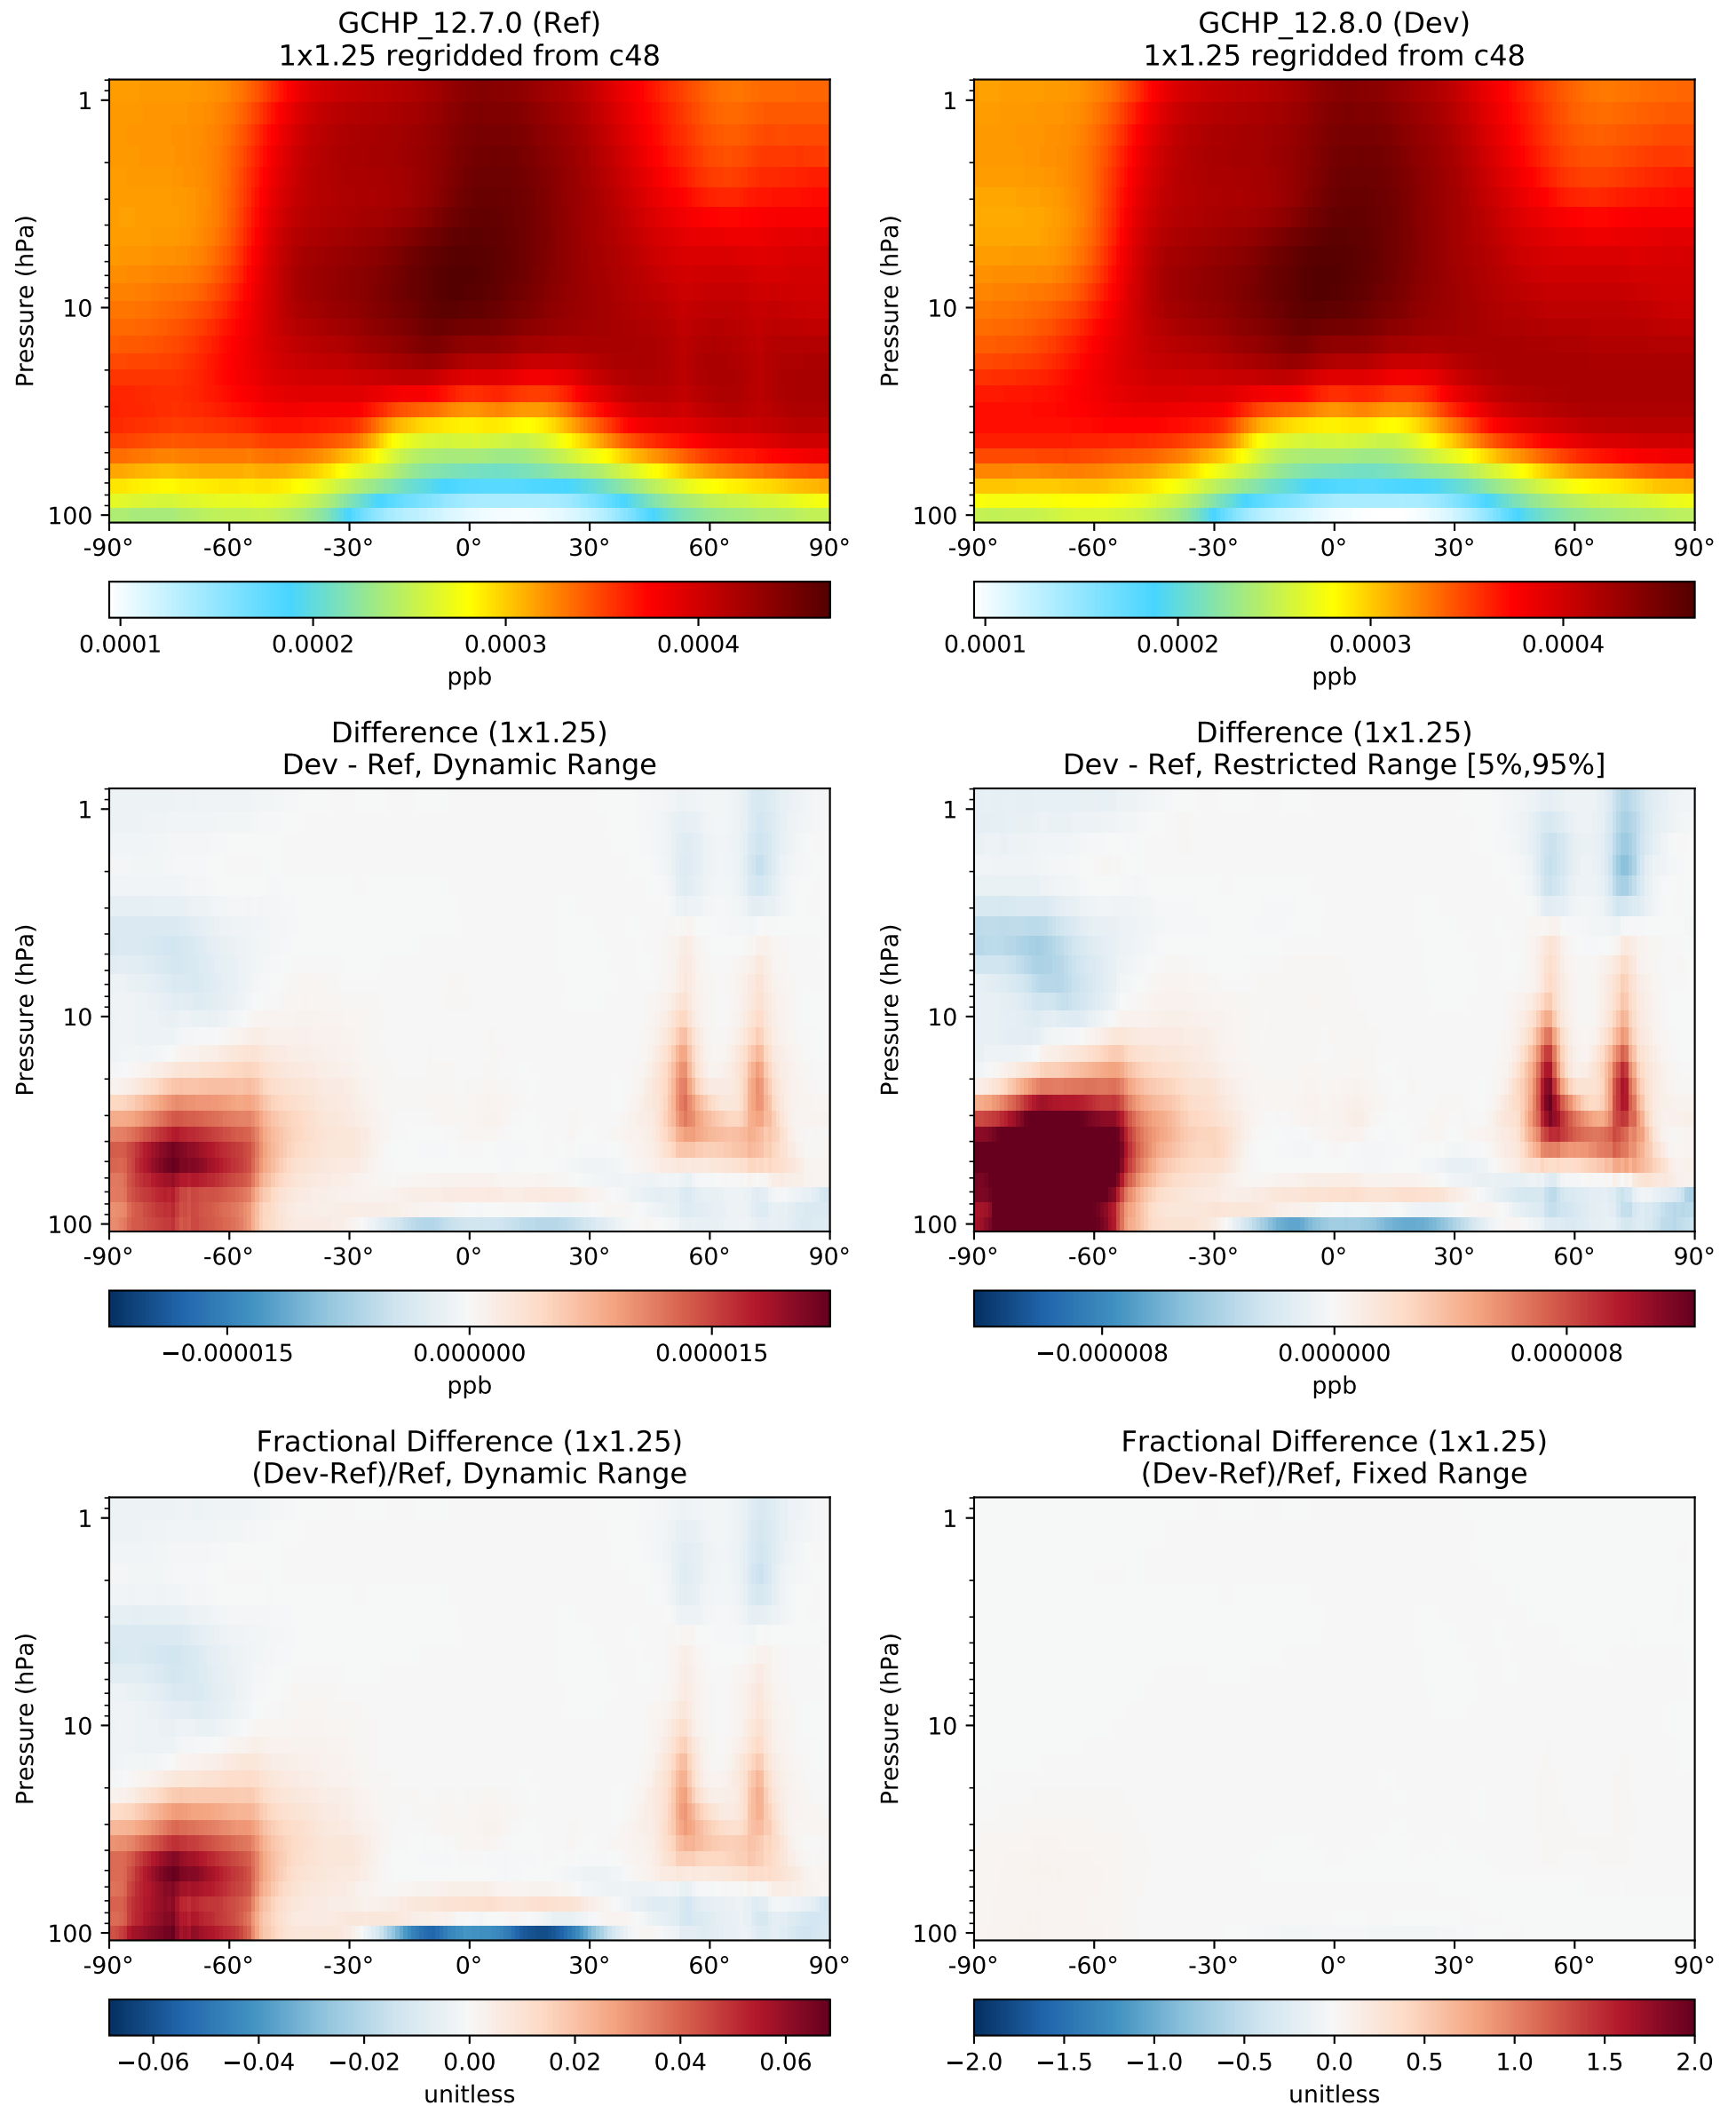 GCHP_12.7.0 (Ref)
1x1.25 regridded from c48
Pressure (hPa)
1
10
100
-90° -60° -30° 0° 30° 60° 90°
0.0001 0.0002 0.0003 0.0004
ppb
GCHP_12.8.0 (Dev)
1x1.25 regridded from c48
Pressure (hPa)
1
10
100
-90° -60° -30° 0° 30° 60° 90°
0.0001 0.0002 0.0003 0.0004
ppb
Difference (1x1.25)
Dev - Ref, Dynamic Range
Pressure (hPa)
1
10
100
-90° -60° -30° 0° 30° 60° 90°
−0.000015 0.000000 0.000015
ppb
Difference (1x1.25)
Dev - Ref, Restricted Range [5%,95%]
Pressure (hPa)
1
10
100
-90° -60° -30° 0° 30° 60° 90°
−0.000008 0.000000 0.000008
ppb
Fractional Difference (1x1.25)
(Dev-Ref)/Ref, Dynamic Range
Pressure (hPa)
1
10
100
-90° -60° -30° 0° 30° 60° 90°
−0.06 −0.04 −0.02 0.00 0.02 0.04 0.06
unitless
Fractional Difference (1x1.25)
(Dev-Ref)/Ref, Fixed Range
Pressure (hPa)
1
10
100
-90° -60° -30° 0° 30° 60° 90°
−2.0 −1.5 −1.0 −0.5 0.0 0.5 1.0 1.5 2.0
unitless